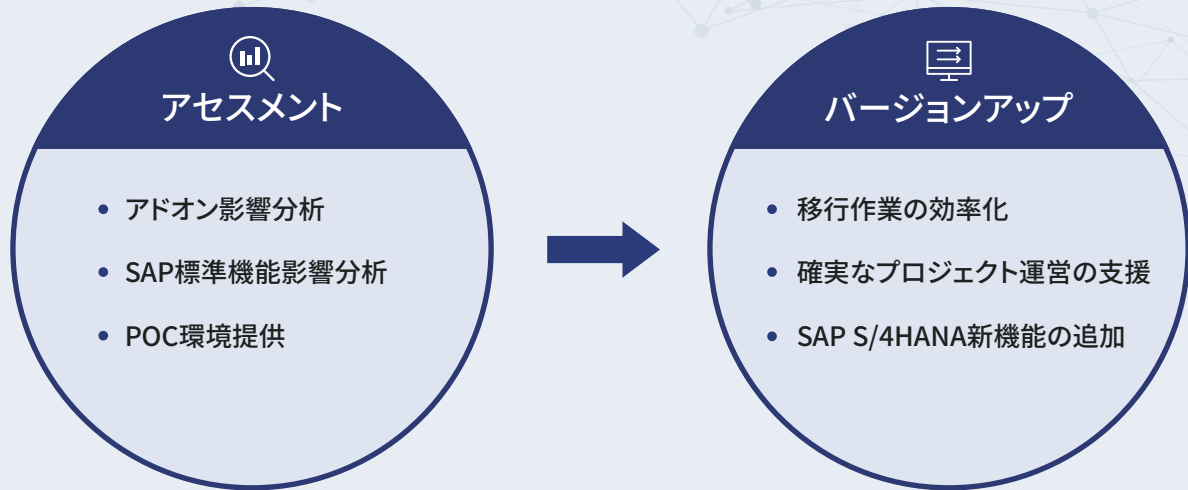 アセスメント
アドオン影響分析
SAP標準機能影響分析
POC環境提供
バージョンアップ
移行作業の効率化
確実なプロジェクト運営の支援
SAP S/4HANA新機能の追加